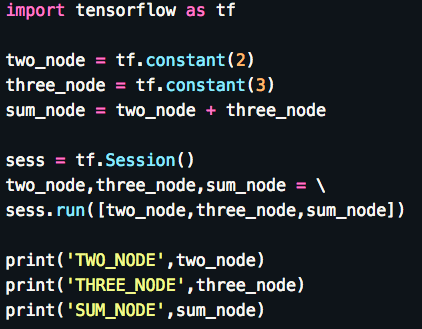 import tensorflow as tf
two_node = tf.constant(2)
three_node = tf.constant(3)
sum_node = two_node + three_node
sess = tf.Session()
two_node,three_node,sum_node = \
sess.run([two_node,three_node,sum_node])
print('TWO_NODE',two_node)
print('THREE_NODE',three_node)
print('SUM_NODE',sum_node)